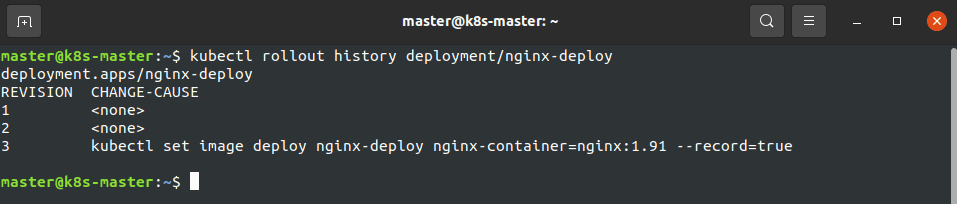 master@k8s-master: ~
master@k8s-master:~$ kubectl rollout history deployment/nginx-deploy
deployment.apps/nginx-deploy
REVISION  CHANGE-CAUSE
1         <none>
2         <none>
3         kubectl set image deploy nginx-deploy nginx-container=nginx:1.91 --record=true
master@k8s-master:~$